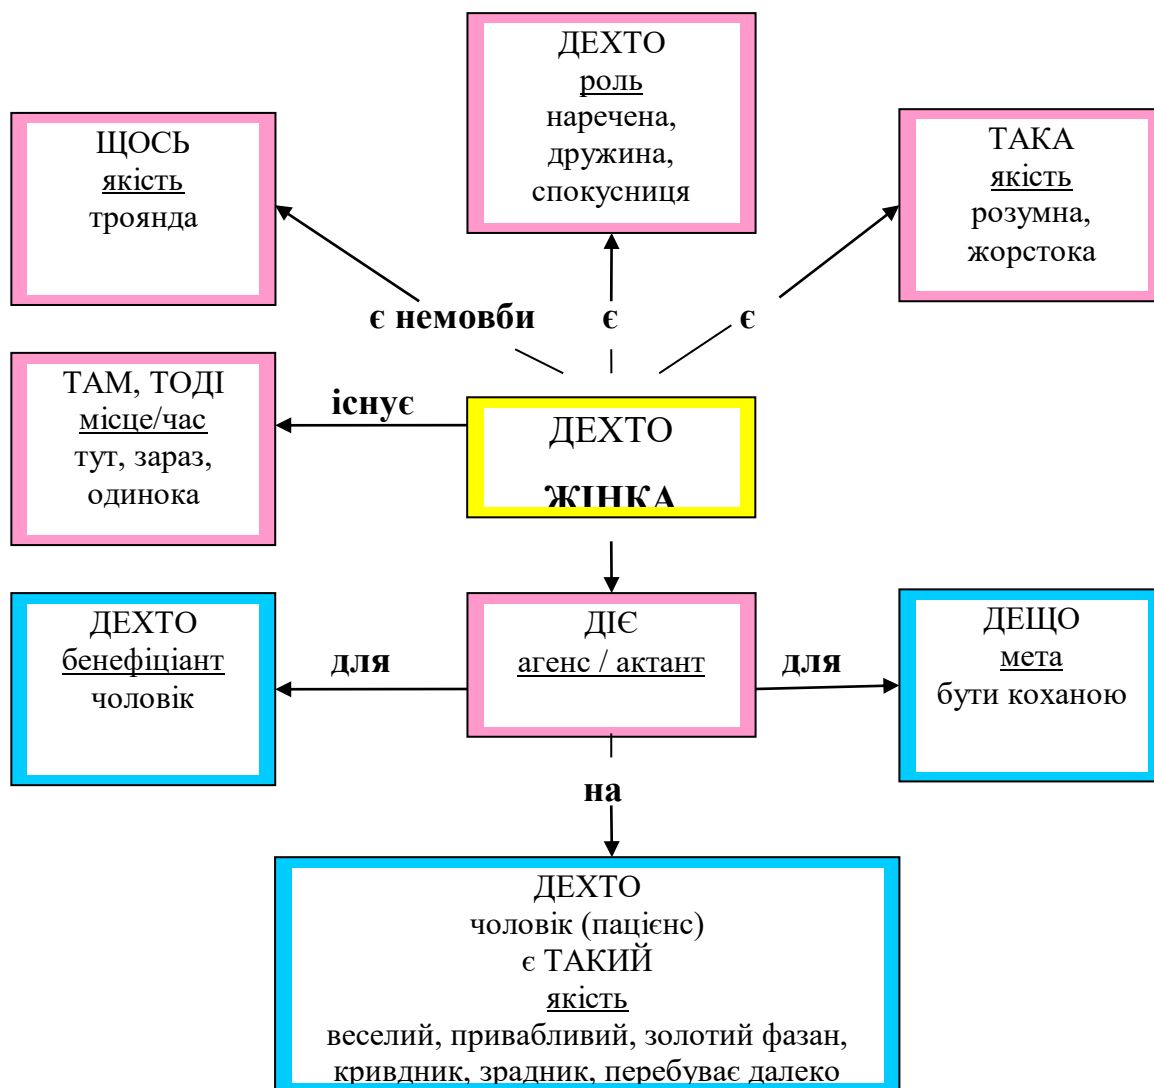 ДЕХТО
роль
наречена,
дружина,
спокусниця
ЩОСЬ
якість
троянда
ТАКА
якість
розумна,
жорстока
є немовби
є
є
ТАМ, ТОДІ
місце/час
тут, зараз,
одинока
існує
ДЕХТО
ЖІНКА
ДЕХТО
бенефіціант
чоловік
для
ДІЄ
агенс / актант
для
ДЕЩО
мета
бути коханою
на
ДЕХТО
чоловік (пацієнс)
є ТАКИЙ
якість
веселий, привабливий, золотий фазан,
кривдник, зрадник, перебуває далеко